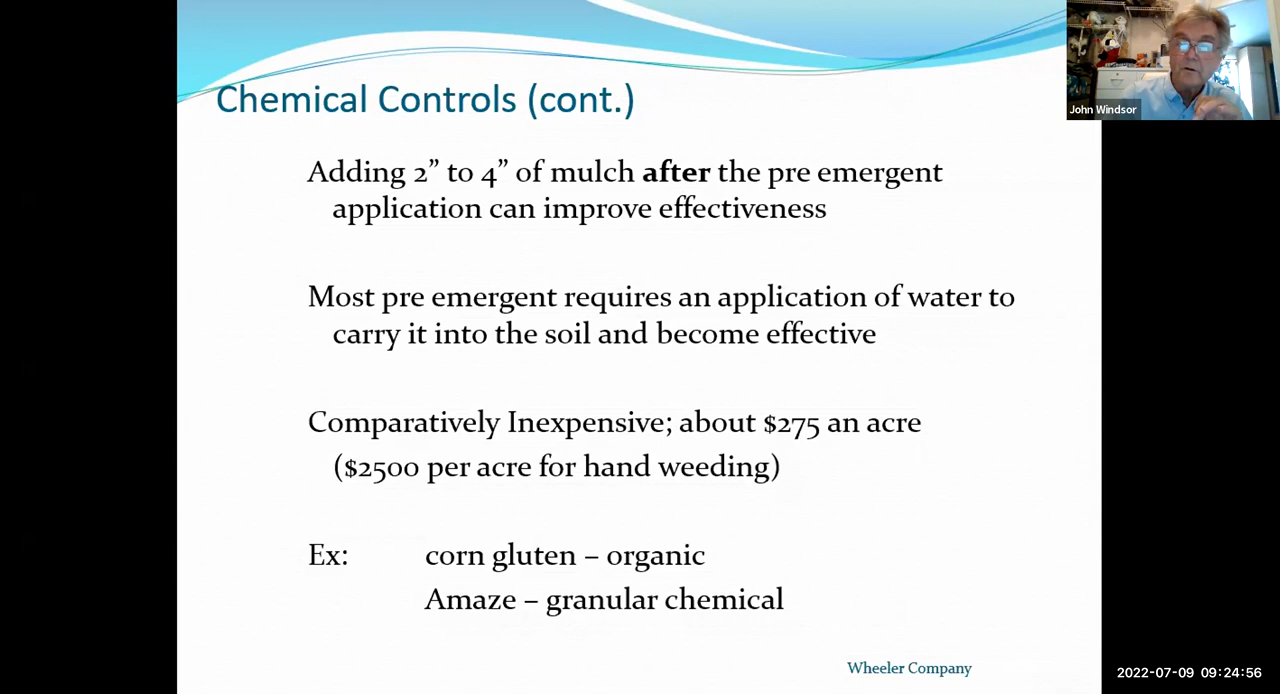 Chemical Controls (cont.)
John Windsor
Adding 2” to 4” of mulch after the pre emergent
application can improve effectiveness
Most pre emergent requires an application of water to
carry it into the soil and become effective
Comparatively Inexpensive; about $275 an acre
($2500 per acre for hand weeding)
Ex: corn gluten – organic
Amaze – granular chemical
Wheeler Company
2022-07-09 09:24:56